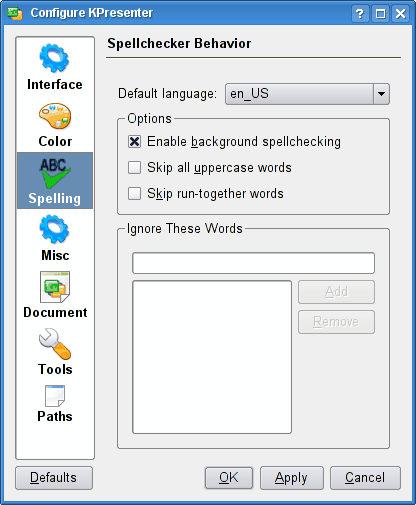 Configure KPresenter
Interface
Color
ABC
Spelling
Misc
Document
Tools
Paths
Spellchecker Behavior
Default language: en_US
Options
Enable background spellchecking
Skip all uppercase words
Skip run-together words
Ignore These Words
Add
Remove
Defaults OK Apply Cancel